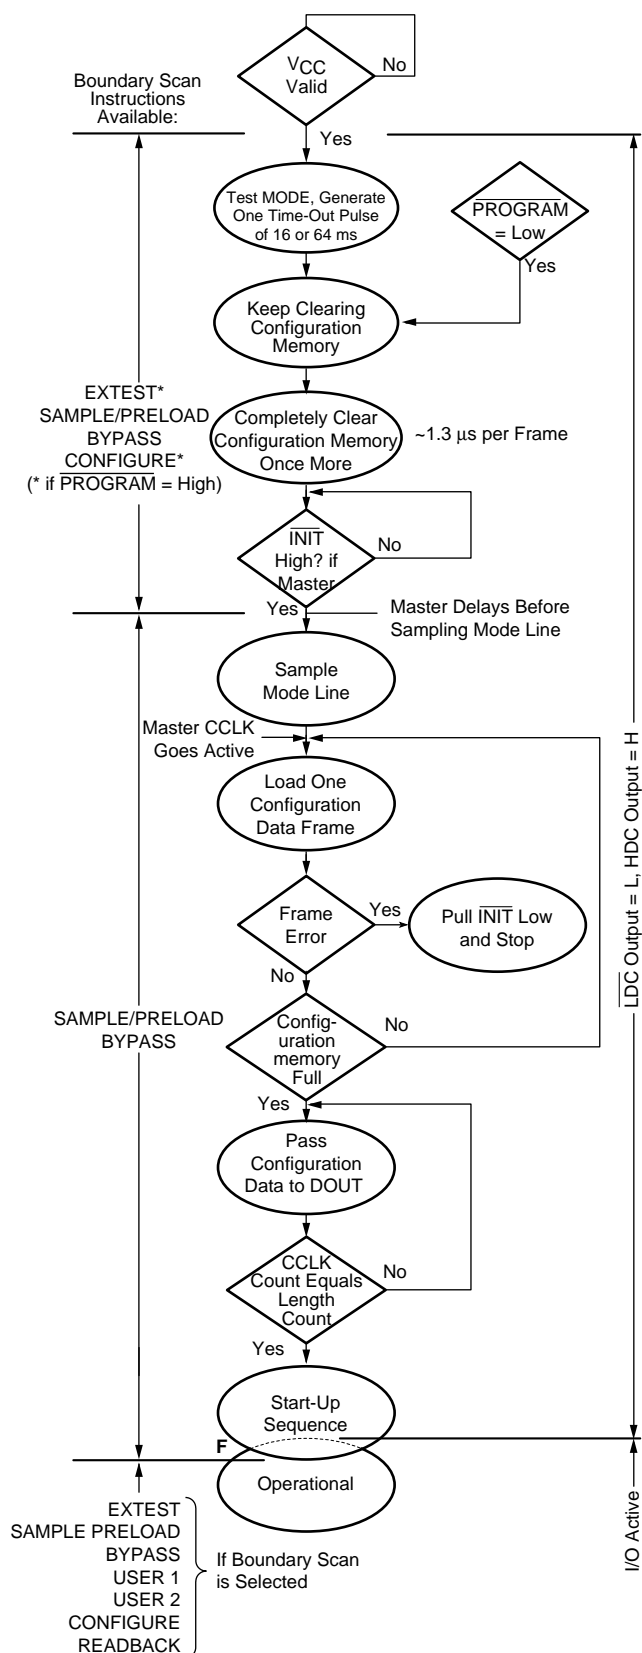 VCC
Valid
No
Boundary Scan
Instructions
Available:
Yes
Test MODE, Generate
One Time-Out Pulse
of 16 or 64 ms
PROGRAM
= Low
Yes
Keep Clearing
Configuration
Memory
EXTEST*
SAMPLE/PRELOAD
BYPASS
CONFIGURE*
(* if PROGRAM = High)
Completely Clear
Configuration Memory
Once More
~1.3 µs per Frame
INIT
High? if
Master
No
Yes
Master Delays Before
Sampling Mode Line
Sample
Mode Line
Master CCLK
Goes Active
Load One
Configuration
Data Frame
LDC Output = L, HDC Output = H
Frame
Error
Yes
Pull INIT Low
and Stop
No
SAMPLE/PRELOAD
BYPASS
Config-
uration
memory
Full
No
Yes
Pass
Configuration
Data to DOUT
CCLK
Count Equals
Length
Count
No
Yes
Start-Up
Sequence
F
Operational
I/O Active
EXTEST
SAMPLE PRELOAD
BYPASS
USER 1
USER 2
CONFIGURE
READBACK
If Boundary Scan
is Selected